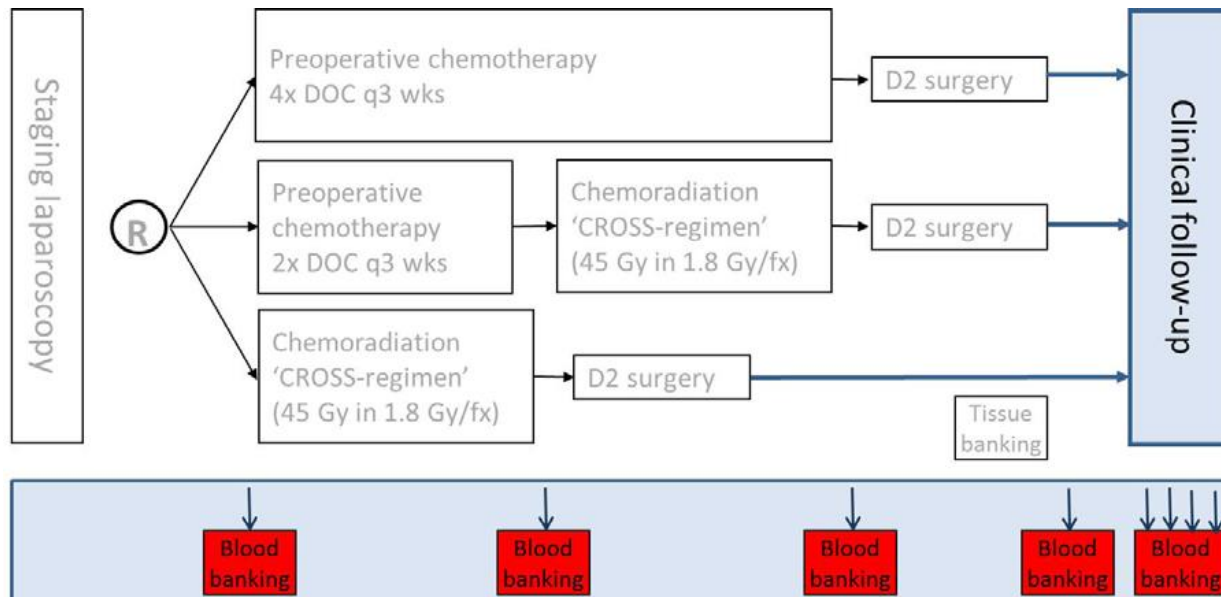 Staging laparoscopy
R
Preoperative chemotherapy
4x DOC q3 wks
D2 surgery
Preoperative
chemotherapy
2x DOC q3 wks
Chemoradiation
‘CROSS-regimen’
(45 Gy in 1.8 Gy/fx)
D2 surgery
Chemoradiation
‘CROSS-regimen’
(45 Gy in 1.8 Gy/fx)
D2 surgery
Tissue
banking
Clinical follow-up
Blood
banking
Blood
banking
Blood
banking
Blood
banking
Blood
banking